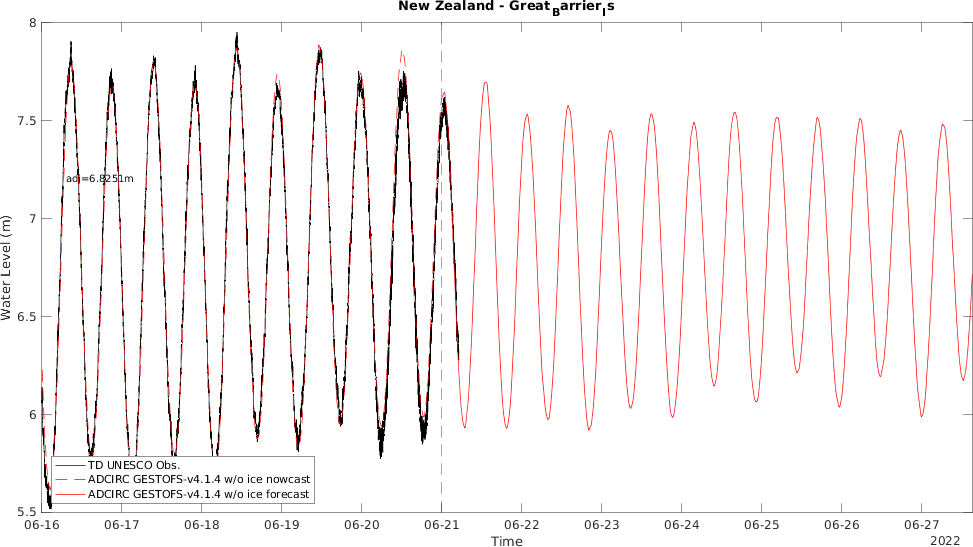 New Zealand - Great_Barrier_Is
8
7.5
7
6.5
6
5.5
Water Level (m)
adj=6.8251m
TD UNESCO Obs.
ADCIRC GESTOFS-v4.1.4 w/o ice nowcast
ADCIRC GESTOFS-v4.1.4 w/o ice forecast
06-16 06-17 06-18 06-19 06-20 06-21 06-22 06-23 06-24 06-25 06-26 06-27
Time
2022